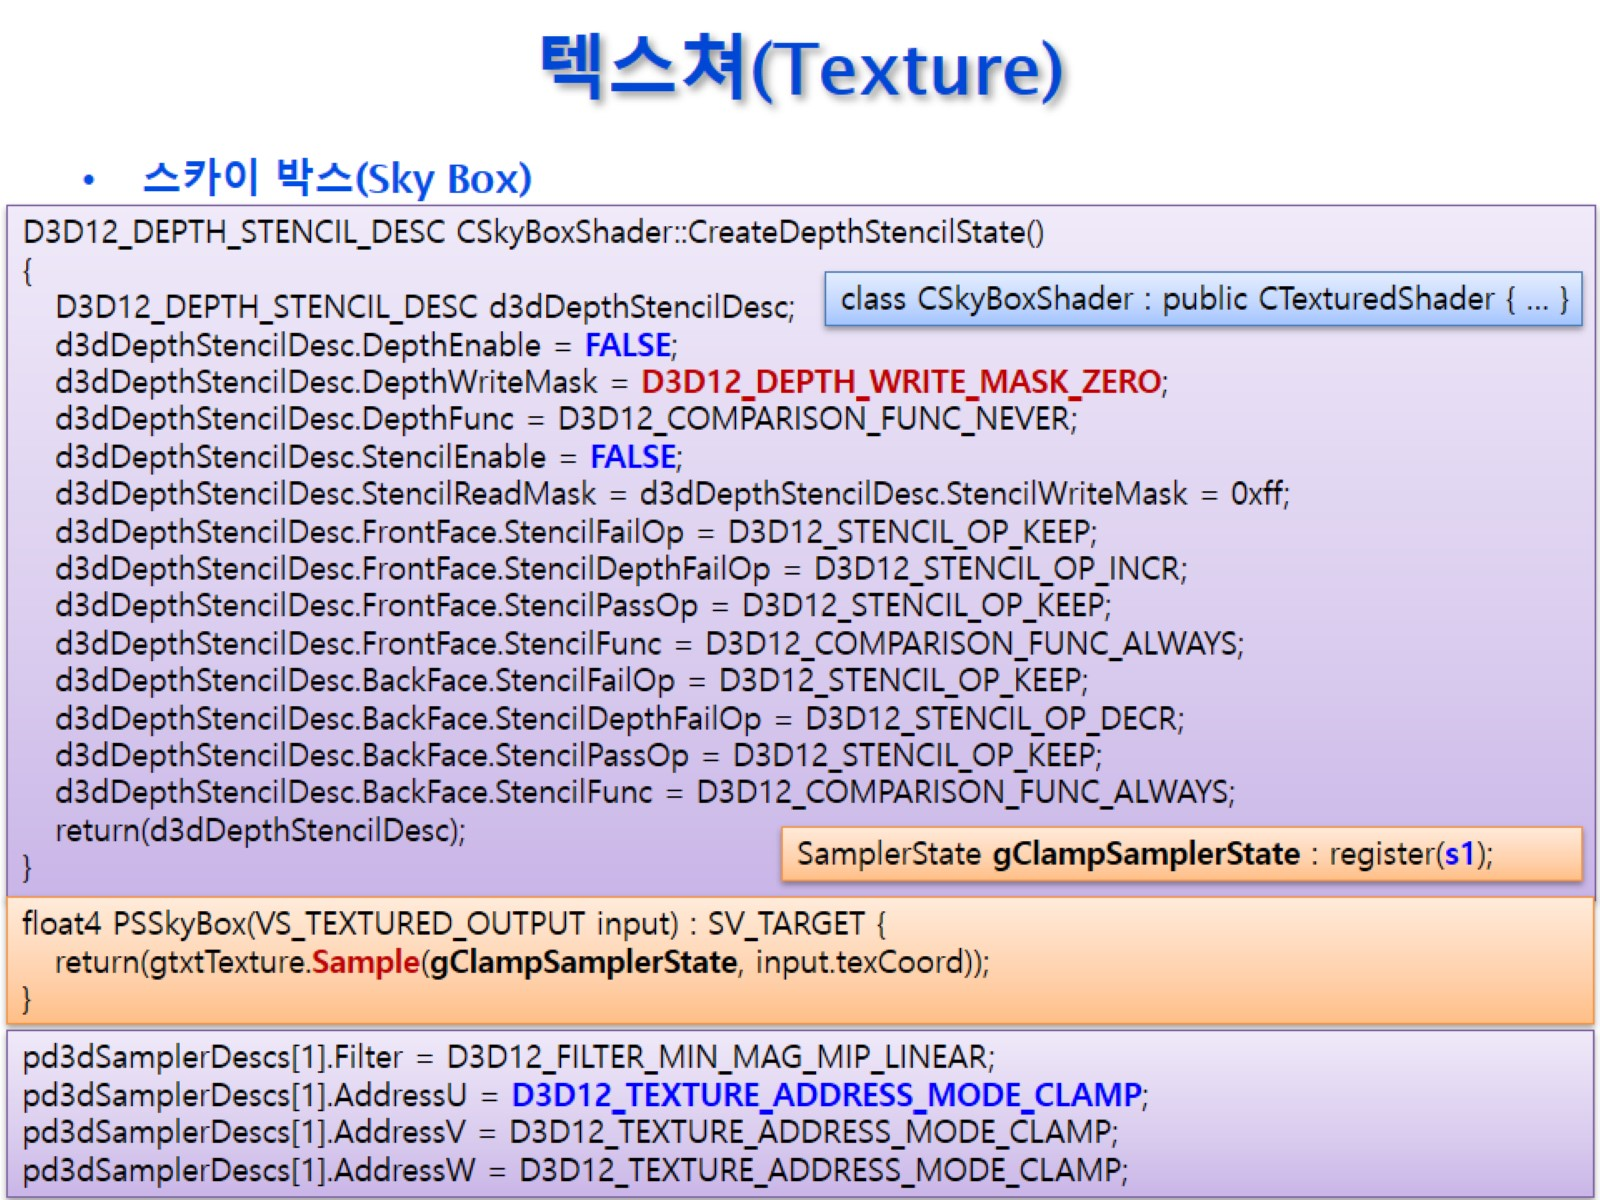 텍스쳐(Texture)
• 스카이 박스(Sky Box)
D3D12_DEPTH_STENCIL_DESC CSkyBoxShader::CreateDepthStencilState()
{
D3D12_DEPTH_STENCIL_DESC d3dDepthStencilDesc;
class CSkyBoxShader : public CTexturedShader { ... }
d3dDepthStencilDesc.DepthEnable = FALSE;
d3dDepthStencilDesc.DepthWriteMask = D3D12_DEPTH_WRITE_MASK_ZERO;
d3dDepthStencilDesc.DepthFunc = D3D12_COMPARISON_FUNC_NEVER;
d3dDepthStencilDesc.StencilEnable = FALSE;
d3dDepthStencilDesc.StencilReadMask = d3dDepthStencilDesc.StencilWriteMask = 0xff;
d3dDepthStencilDesc.FrontFace.StencilFailOp = D3D12_STENCIL_OP_KEEP;
d3dDepthStencilDesc.FrontFace.StencilDepthFailOp = D3D12_STENCIL_OP_INCR;
d3dDepthStencilDesc.FrontFace.StencilPassOp = D3D12_STENCIL_OP_KEEP;
d3dDepthStencilDesc.FrontFace.StencilFunc = D3D12_COMPARISON_FUNC_ALWAYS;
d3dDepthStencilDesc.BackFace.StencilFailOp = D3D12_STENCIL_OP_KEEP;
d3dDepthStencilDesc.BackFace.StencilDepthFailOp = D3D12_STENCIL_OP_DECR;
d3dDepthStencilDesc.BackFace.StencilPassOp = D3D12_STENCIL_OP_KEEP;
d3dDepthStencilDesc.BackFace.StencilFunc = D3D12_COMPARISON_FUNC_ALWAYS;
return(d3dDepthStencilDesc);
}
SamplerState gClampSamplerState : register(s1);
float4 PSSkyBox(VS_TEXTURED_OUTPUT input) : SV_TARGET {
return(gtxtTexture.Sample(gClampSamplerState, input.texCoord));
}
pd3dSamplerDescs[1].Filter = D3D12_FILTER_MIN_MAG_MIP_LINEAR;
pd3dSamplerDescs[1].AddressU = D3D12_TEXTURE_ADDRESS_MODE_CLAMP;
pd3dSamplerDescs[1].AddressV = D3D12_TEXTURE_ADDRESS_MODE_CLAMP;
pd3dSamplerDescs[1].AddressW = D3D12_TEXTURE_ADDRESS_MODE_CLAMP;